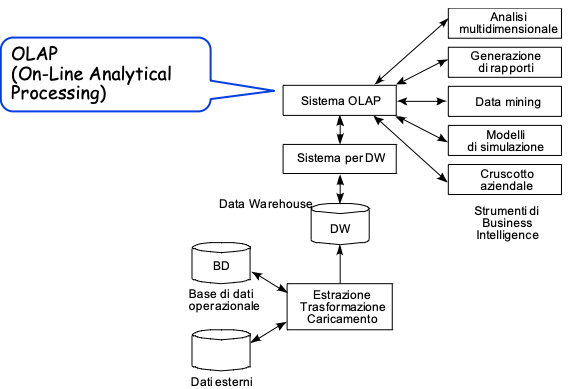 OLAP
(On-Line Analytical
Processing)
Analisi
multidimensionale
Generazione
di rapporti
Sistema OLAP
Data mining
Modelli
di simulazione
Sistema per DW
Cruscotto
aziendale
Data Warehouse
Strumenti di
Business
Intelligence
DW
BD
Base di dati
operazionale
Estrazione
Trasformazione
Caricamento
Dati esterni